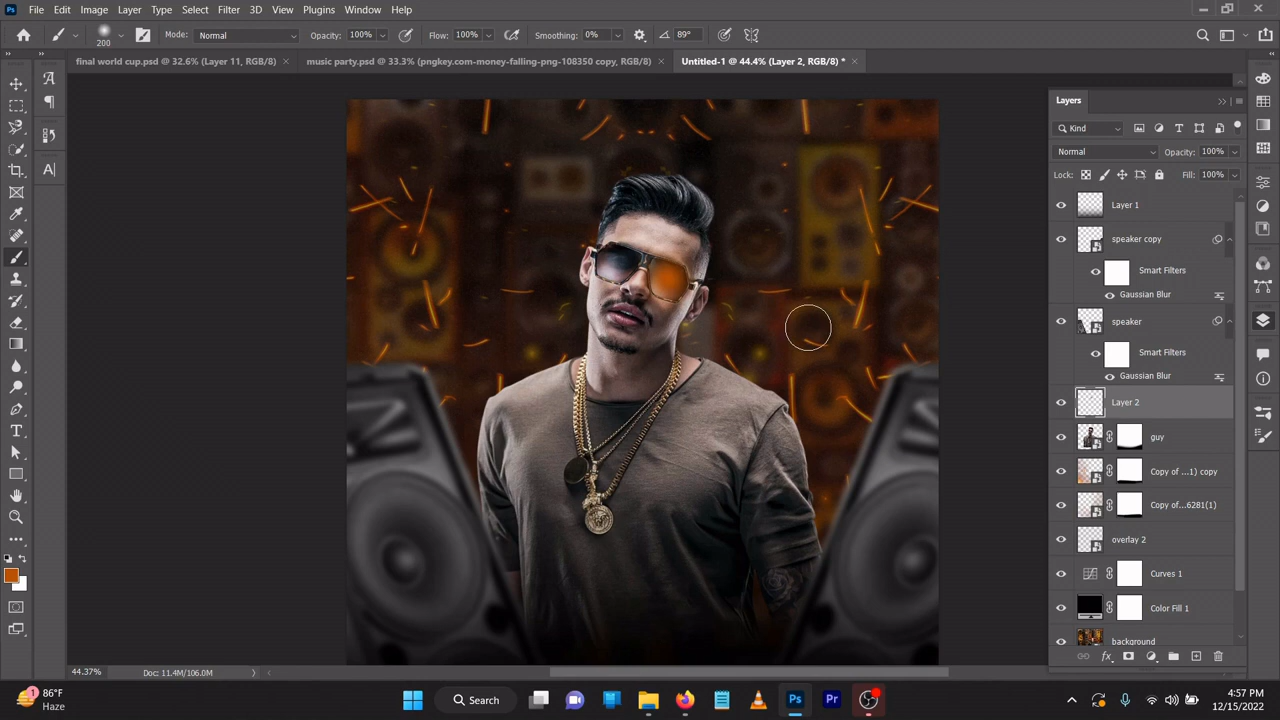 Ps File Edit Image Layer Type Select Filter 3D View Plugins Window Help
200 Mode: Normal Opacity: 100% Flow: 100% Smoothing: 0% 89°
final world cup.psd @ 32.6% (Layer 11, RGB/8) × music party.psd @ 33.3% (pngkey.com-money-falling-png-108350 copy, RGB/8) × Untitled-1 @ 44.4% (Layer 2, RGB/8) * ×
Layers
Kind
Normal Opacity: 100%
Lock: Fill: 100%
Layer 1
speaker copy
Smart Filters
Gaussian Blur
speaker
Smart Filters
Gaussian Blur
Layer 2
guy
Copy of ...1) copy
Copy of...6281(1)
overlay 2
Curves 1
Color Fill 1
background
fx
44.37% Doc: 11.4M/106.0M
1 86°F
Haze
Search
Ps Pr
4:57 PM
12/15/2022